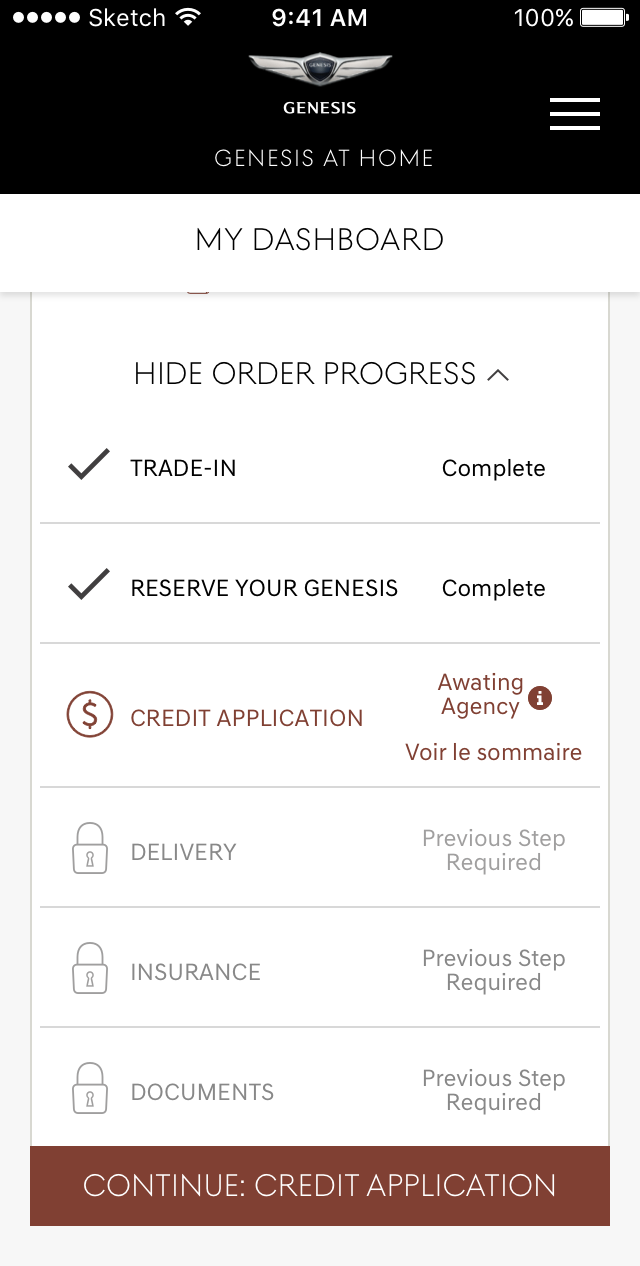 Sketch 9:41 AM 100%
GENESIS
GENESIS
GENESIS AT HOME
MY DASHBOARD
HIDE ORDER PROGRESS
TRADE-IN Complete
RESERVE YOUR GENESIS Complete
Awating
Agency
CREDIT APPLICATION
Voir le sommaire
DELIVERY
Previous Step
Required
INSURANCE
Previous Step
Required
DOCUMENTS
Previous Step
Required
CONTINUE: CREDIT APPLICATION